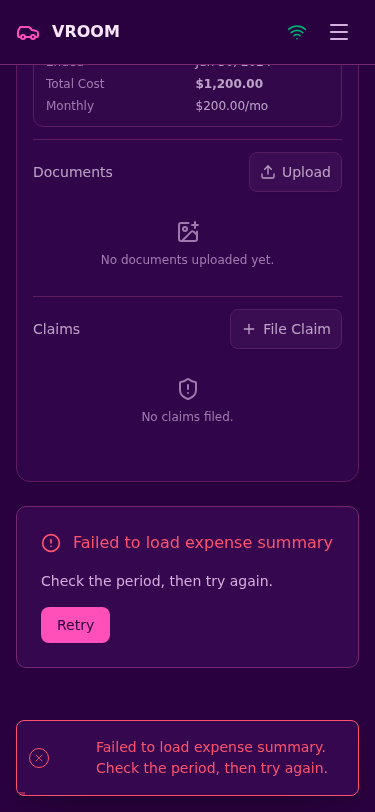 VROOM
Total Cost $1,200.00
Monthly $200.00/mo
Documents
Upload
No documents uploaded yet.
Claims
File Claim
No claims filed.
Failed to load expense summary
Check the period, then try again.
Retry
Failed to load expense summary.
Check the period, then try again.